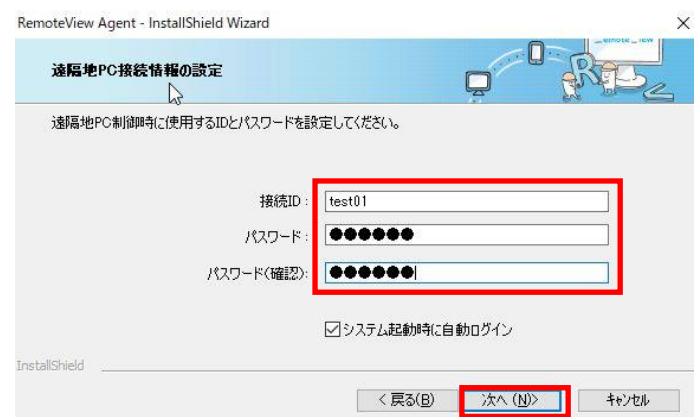 RemoteView Agent - InstallShield Wizard
遠隔地PC接続情報の設定
遠隔地PC制御時に使用するIDとパスワードを設定してください。
接続ID :
test01
パスワード :
●●●●●●
パスワード(確認):
●●●●●●
システム起動時に自動ログイン
InstallShield
< 戻る(B)
次へ (N)>
キャンセル